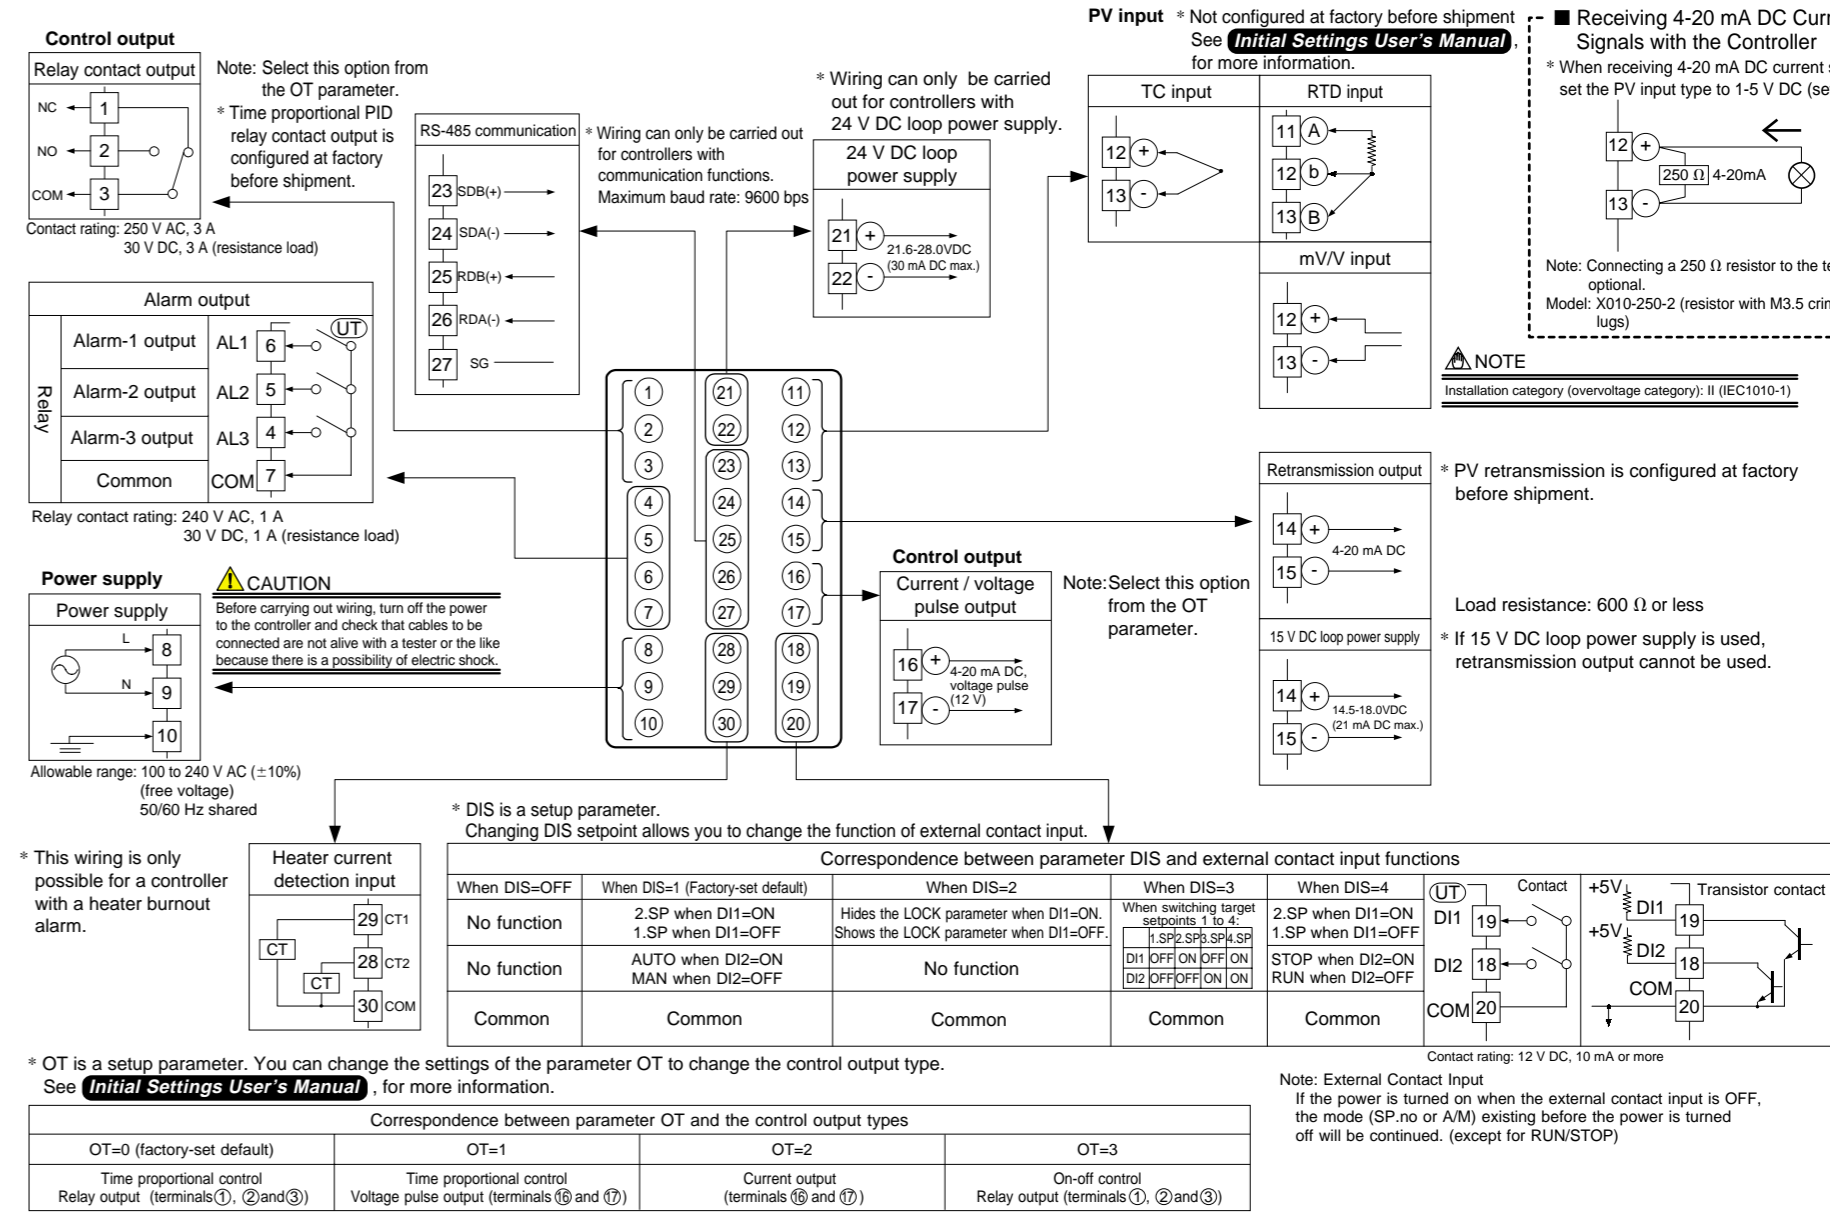 Control output
Relay contact output
NC 1
NO 2
COM 3
Contact rating: 250 V AC, 3 A
30 V DC, 3 A (resistance load)
Note: Select this option from
the OT parameter.
* Time proportional PID
relay contact output is
configured at factory
before shipment.
RS-485 communication
23 SDB(+)
24 SDA(-)
25 RDB(+)
26 RDA(-)
27 SG
* Wiring can only be carried out
for controllers with
communication functions.
Maximum baud rate: 9600 bps
* Wiring can only be carried
out for controllers with
24 V DC loop power supply.
24 V DC loop
power supply
21 +
21.6-28.0VDC
(30 mA DC max.)
22 -
PV input * Not configured at factory before shipment
See Initial Settings User's Manual ,
for more information.
TC input
12 +
13 -
RTD input
11 A
12 b
13 B
mV/V input
12 +
13 -
■ Receiving 4-20 mA DC Curr
Signals with the Controller
* When receiving 4-20 mA DC current s
set the PV input type to 1-5 V DC (se
12 +
250 Ω 4-20mA
13 -
Note: Connecting a 250 Ω resistor to the te
optional.
Model: X010-250-2 (resistor with M3.5 crim
lugs)
NOTE
Installation category (overvoltage category): II (IEC1010-1)
Alarm output
Relay
Alarm-1 output AL1 6 UT
Alarm-2 output AL2 5
Alarm-3 output AL3 4
Common COM 7
Relay contact rating: 240 V AC, 1 A
30 V DC, 1 A (resistance load)
1 21 11
2 22 12
3 23 13
4 24 14
5 25 15
6 26 16
7 27 17
8 28 18
9 29 19
10 30 20
Power supply
Power supply
L 8
N 9
10
Allowable range: 100 to 240 V AC (±10%)
(free voltage)
50/60 Hz shared
CAUTION
Before carrying out wiring, turn off the power
to the controller and check that cables to be
connected are not alive with a tester or the like
because there is a possibility of electric shock.
Control output
Current / voltage
pulse output
16 +
4-20 mA DC,
voltage pulse
(12 V)
17 -
Note:Select this option
from the OT
parameter.
Retransmission output
14 +
4-20 mA DC
15 -
* PV retransmission is configured at factory
before shipment.
Load resistance: 600 Ω or less
15 V DC loop power supply
14 +
14.5-18.0VDC
(21 mA DC max.)
15 -
* If 15 V DC loop power supply is used,
retransmission output cannot be used.
* This wiring is only
possible for a controller
with a heater burnout
alarm.
Heater current
detection input
29 CT1
CT
28 CT2
CT
30 COM
* DIS is a setup parameter.
Changing DIS setpoint allows you to change the function of external contact input.
Correspondence between parameter DIS and external contact input functions
When DIS=OFF When DIS=1 (Factory-set default) When DIS=2 When DIS=3 When DIS=4
No function
No function
Common
2.SP when DI1=ON
1.SP when DI1=OFF
AUTO when DI2=ON
MAN when DI2=OFF
Common
Hides the LOCK parameter when DI1=ON.
Shows the LOCK parameter when DI1=OFF.
No function
Common
When switching target
setpoints 1 to 4:
1.SP 2.SP 3.SP 4.SP
DI1 OFF ON OFF ON
DI2 OFF OFF ON ON
Common
2.SP when DI1=ON
1.SP when DI1=OFF
STOP when DI2=ON
RUN when DI2=OFF
Common
UT Contact
DI1 19
DI2 18
COM 20
+5V Transistor contact
DI1 19
+5V
DI2 18
COM 20
Contact rating: 12 V DC, 10 mA or more
Note: External Contact Input
If the power is turned on when the external contact input is OFF,
the mode (SP.no or A/M) existing before the power is turned
off will be continued. (except for RUN/STOP)
* OT is a setup parameter. You can change the settings of the parameter OT to change the control output type.
See Initial Settings User's Manual , for more information.
Correspondence between parameter OT and the control output types
OT=0 (factory-set default) OT=1 OT=2 OT=3
Time proportional control
Relay output (terminals①, ②and③)
Time proportional control
Voltage pulse output (terminals ⑯ and ⑰)
Current output
(terminals ⑯ and ⑰)
On-off control
Relay output (terminals①, ②and③)